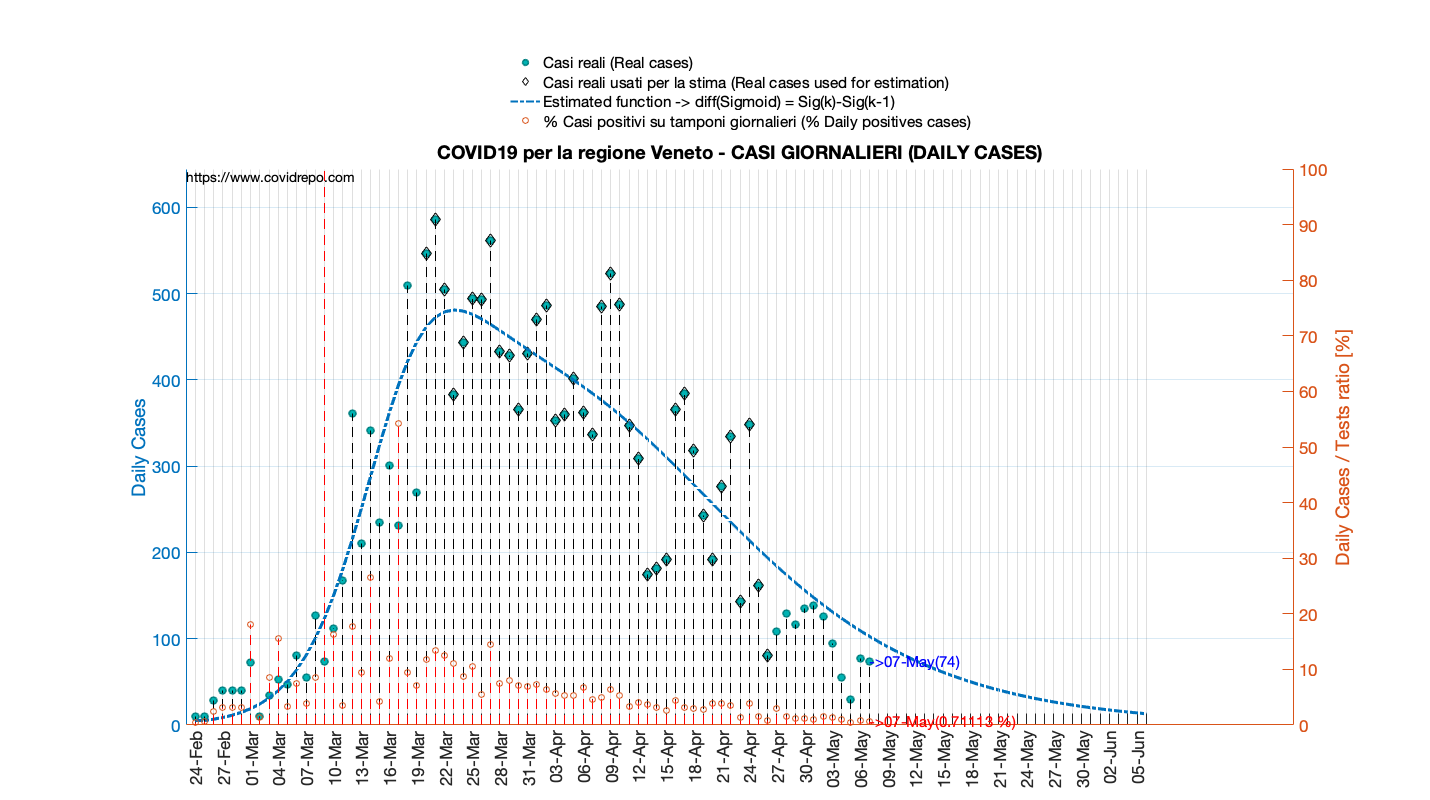 Casi reali (Real cases)
Casi reali usati per la stima (Real cases used for estimation)
Estimated function -> diff(Sigmoid) = Sig(k)-Sig(k-1)
% Casi positivi su tamponi giornalieri (% Daily positives cases)
COVID19 per la regione Veneto - CASI GIORNALIERI (DAILY CASES)
https://www.covidrepo.com
Daily Cases
600
500
400
300
200
100
0
100
90
80
70
60
50
40
30
20
10
0
Daily Cases / Tests ratio [%]
->07-May(74)
->07-May(0.71113 %)
24-Feb
27-Feb
01-Mar
04-Mar
07-Mar
10-Mar
13-Mar
16-Mar
19-Mar
22-Mar
25-Mar
28-Mar
31-Mar
03-Apr
06-Apr
09-Apr
12-Apr
15-Apr
18-Apr
21-Apr
24-Apr
27-Apr
30-Apr
03-May
06-May
09-May
12-May
15-May
18-May
21-May
24-May
27-May
30-May
02-Jun
05-Jun